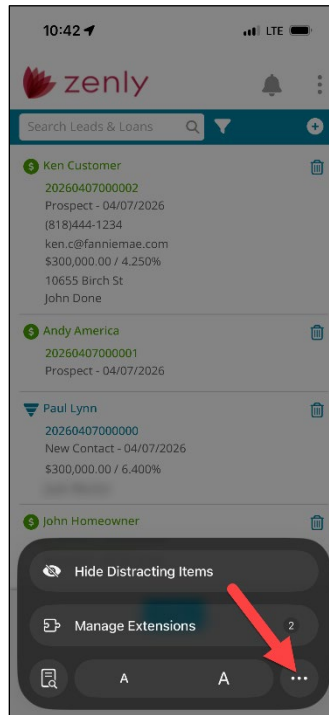 10:42
LTE
zenly
Search Leads & Loans
Ken Customer
20260407000002
Prospect - 04/07/2026
(818)444-1234
ken.c@fanniemae.com
$300,000.00 / 4.250%
10655 Birch St
John Done
Andy America
20260407000001
Prospect - 04/07/2026
Paul Lynn
20260407000000
New Contact - 04/07/2026
$300,000.00 / 6.400%
John Homeowner
Hide Distracting Items
Manage Extensions 2
A A